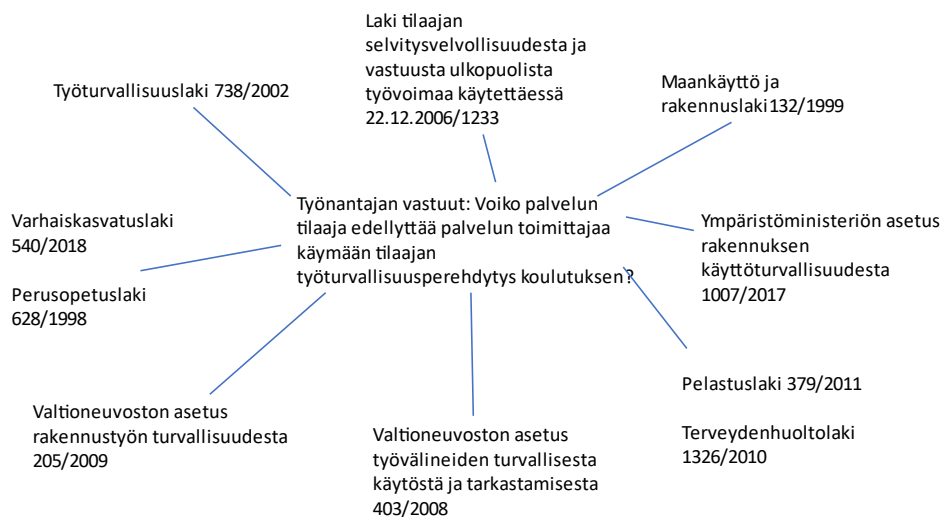 Laki tilaajan
selvitysvelvollisuudesta ja
vastuusta ulkopuolista
työvoimaa käytettäessä
22.12.2006/1233
Työturvallisuuslaki 738/2002
Maankäyttö ja
rakennuslaki132/1999
Työnantajan vastuut: Voiko palvelun
tilaaja edellyttää palvelun toimittajaa
käymään tilaajan
työturvallisuusperehdytys koulutuksen?
Varhaiskasvatuslaki
540/2018
Perusopetuslaki
628/1998
Ympäristöministeriön asetus
rakennuksen
käyttöturvallisuudesta
1007/2017
Pelastuslaki 379/2011
Terveydenhuoltolaki
1326/2010
Valtioneuvoston asetus
rakennustyön turvallisuudesta
205/2009
Valtioneuvoston asetus
työvälineiden turvallisesta
käytöstä ja tarkastamisesta
403/2008